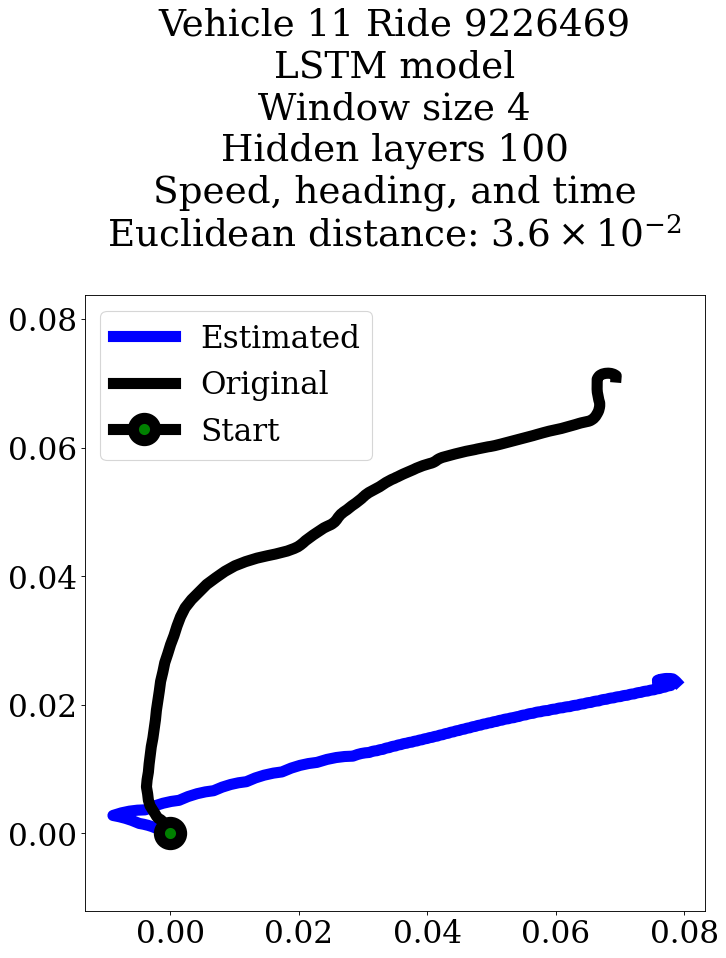 Vehicle 11 Ride 9226469
LSTM model
Window size 4
Hidden layers 100
Speed, heading, and time
Euclidean distance: 3.6 × 10⁻²
Estimated
Original
Start
0.08
0.06
0.04
0.02
0.00
0.00 0.02 0.04 0.06 0.08